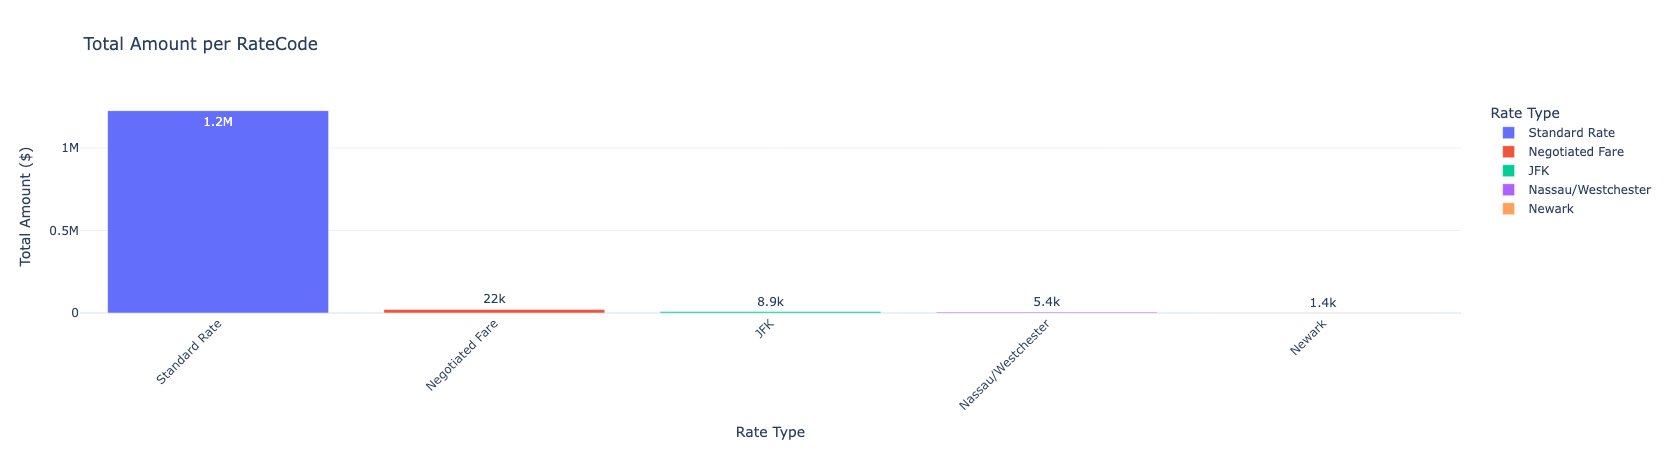 Total Amount per RateCode
Total Amount ($)
1M
0.5M
0
1.2M
22k
8.9k
5.4k
1.4k
Standard Rate
Negotiated Fare
JFK
Nassau/Westchester
Newark
Rate Type
Rate Type
Standard Rate
Negotiated Fare
JFK
Nassau/Westchester
Newark